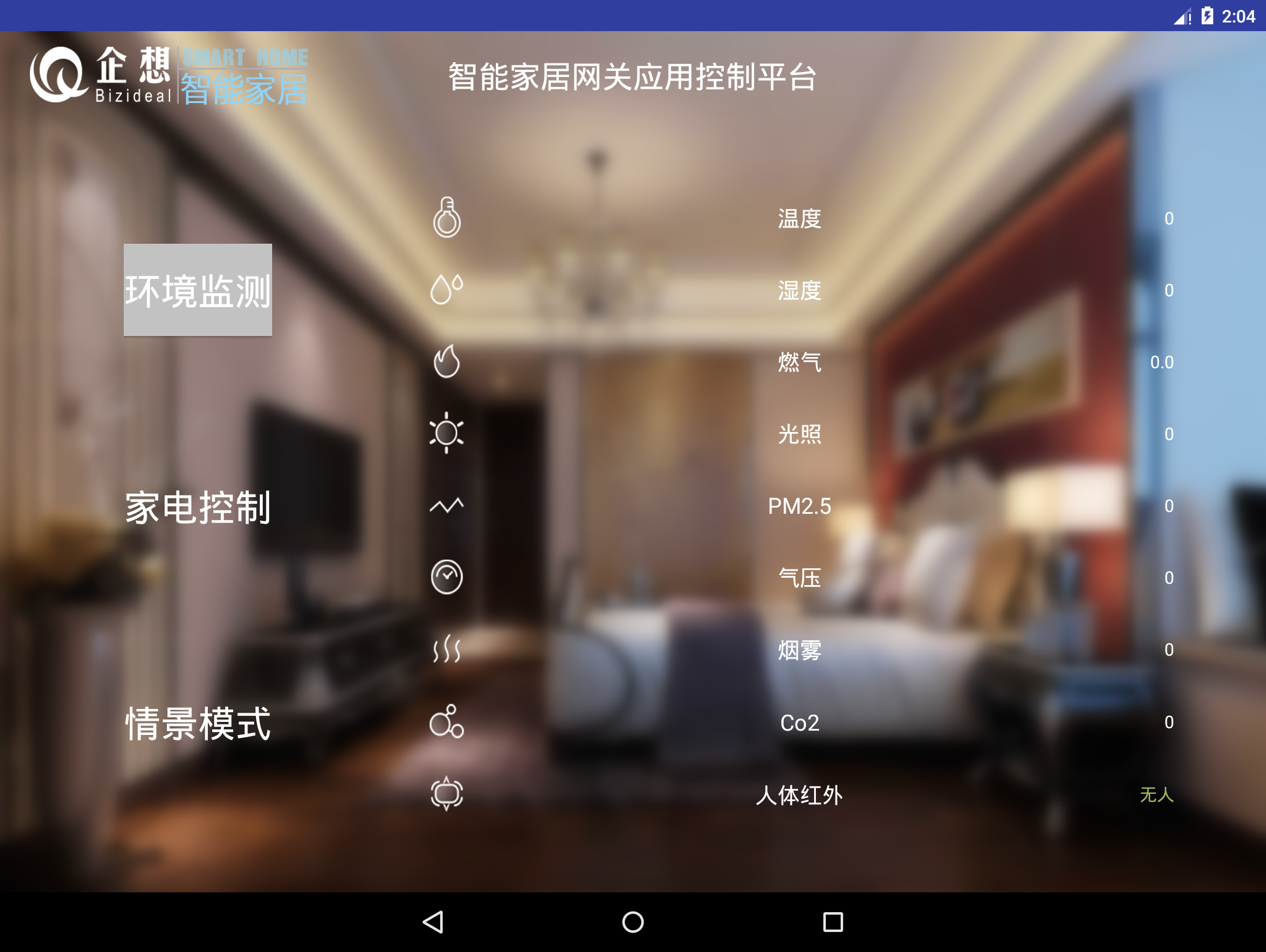 2:04
企想
Bizideal
SMART HOME
智能家居
智能家居网关应用控制平台
环境监测
家电控制
情景模式
温度 0
湿度 0
燃气 0.0
光照 0
PM2.5 0
气压 0
烟雾 0
Co2 0
人体红外 无人